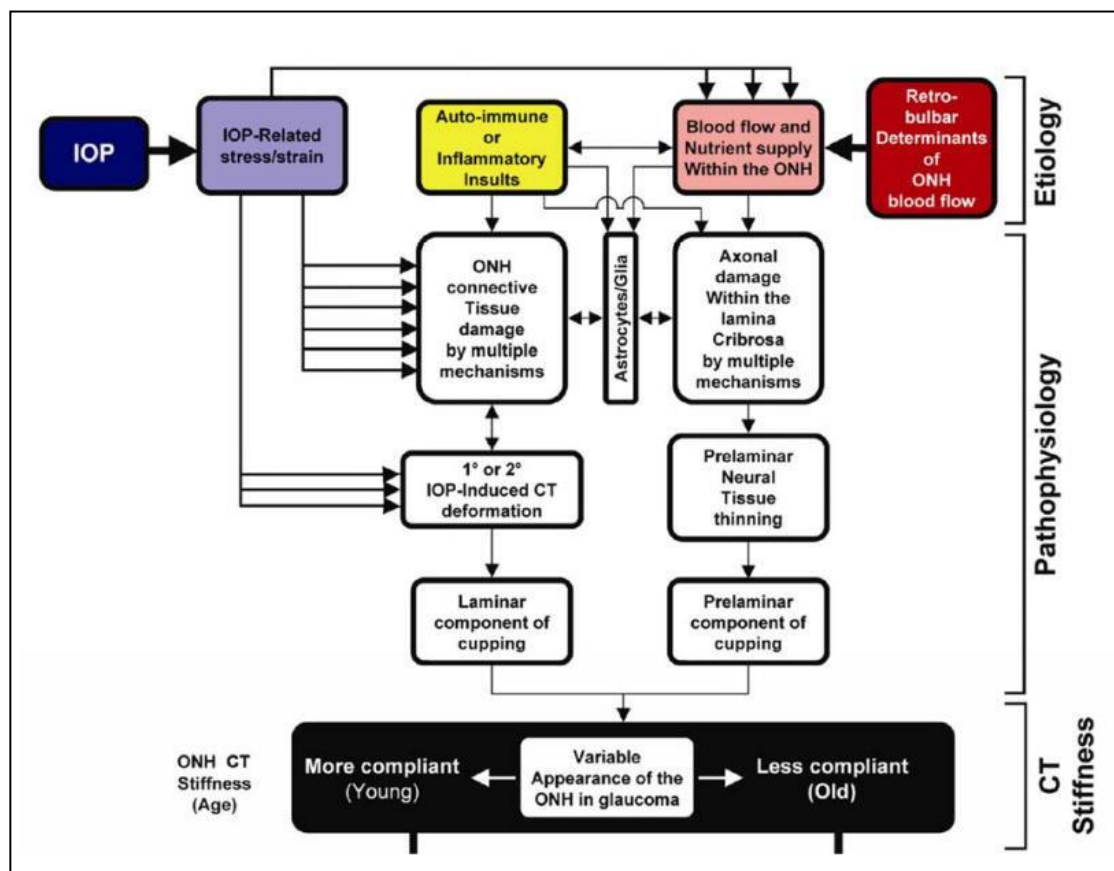 IOP
IOP-Related
stress/strain
Auto-immune
or
Inflammatory
Insults
Blood flow and
Nutrient supply
Within the ONH
Retro-
bulbar
Determinants
of
ONH
blood flow
Etiology
ONH
connective
Tissue
damage
by multiple
mechanisms
Astrocytes/Glia
Axonal
damage
Within the
lamina
Cribrosa
by multiple
mechanisms
1° or 2°
IOP-Induced CT
deformation
Prelaminar
Neural
Tissue
thinning
Laminar
component of
cupping
Prelaminar
component of
cupping
Pathophysiology
ONH CT
Stiffness
(Age)
More compliant
(Young)
Variable
Appearance of the
ONH in glaucoma
Less compliant
(Old)
CT
Stiffness